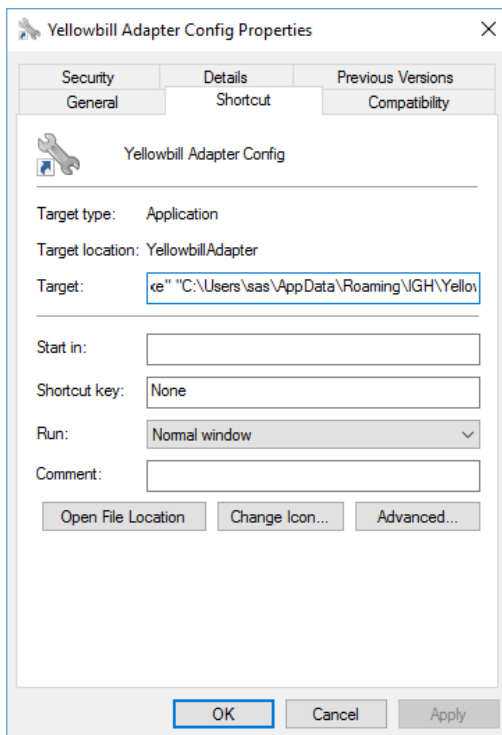 Yellowbill Adapter Config Properties
Security Details Previous Versions
General Shortcut Compatibility
Yellowbill Adapter Config
Target type: Application
Target location: YellowbillAdapter
Target: xe" "C:\Users\sas\AppData\Roaming\IGH\Yellov
Start in:
Shortcut key: None
Run: Normal window
Comment:
Open File Location Change Icon... Advanced...
OK Cancel Apply